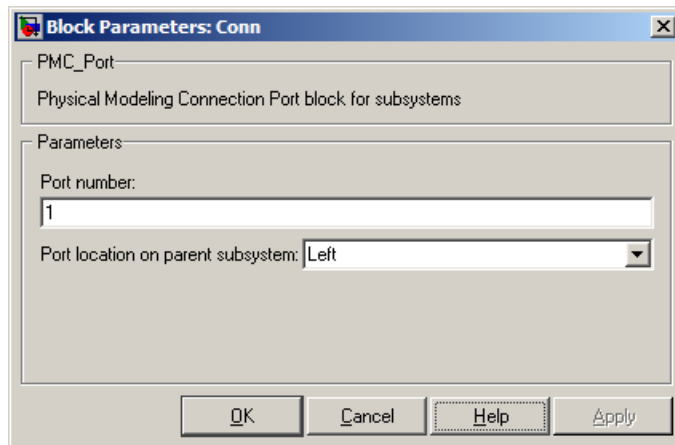 Block Parameters: Conn
PMC_Port
Physical Modeling Connection Port block for subsystems
Parameters
Port number:
1
Port location on parent subsystem: Left
OK Cancel Help Apply